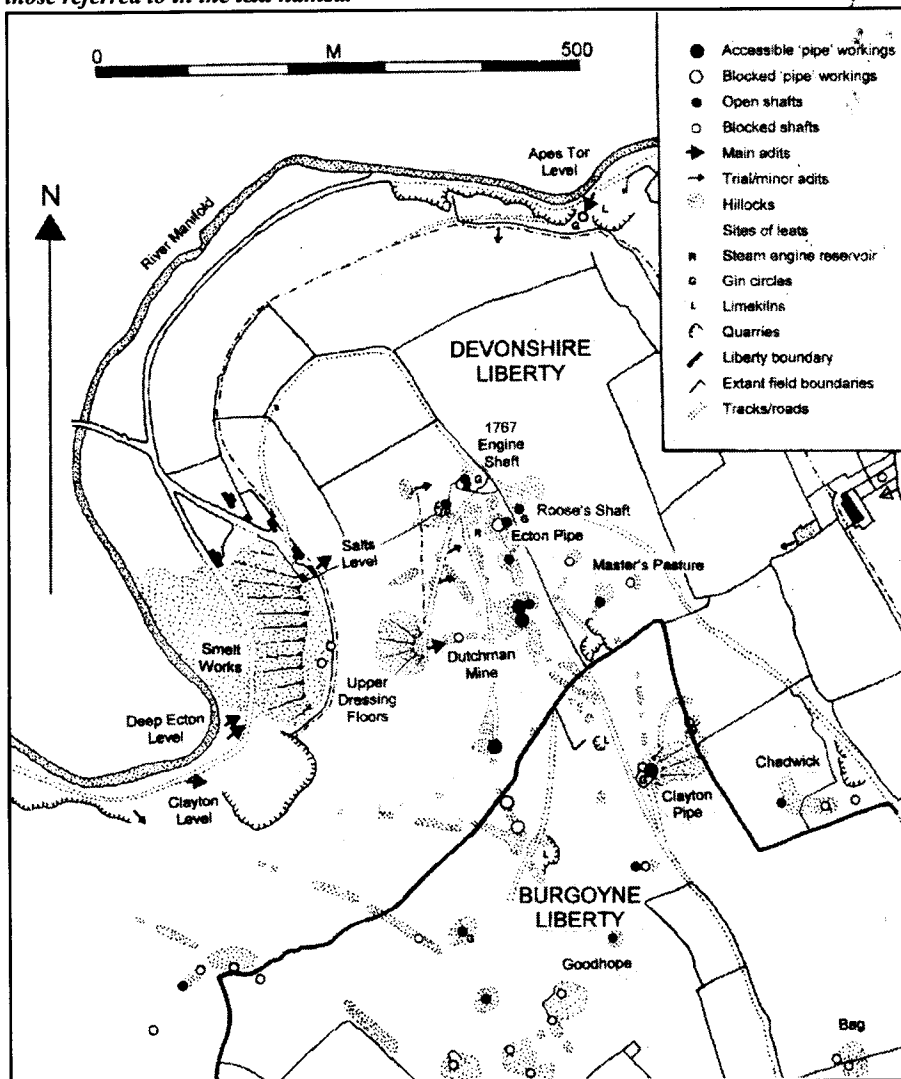 those referred to in the text named.
0 M 500
Accessible 'pipe' workings
Blocked 'pipe' workings
Open shafts
Blocked shafts
Main adits
Trial/minor adits
Hillocks
Sites of leats
R Steam engine reservoir
G Gin circles
L Limekilns
Quarries
Liberty boundary
Extant field boundaries
Tracks/roads
N
River Manifold
Apes Tor
Level
G
L
DEVONSHIRE
LIBERTY
1767
Engine
Shaft
G
Roose's Shaft
G
Ecton Pipe
R
Salts
Level
Master's Pasture
Smelt
Works
Dutchman
Mine
Upper
Dressing
Floors
Deep Ecton
Level
Clayton
Level
L
Clayton
Pipe
Chadwick
L
BURGOYNE
LIBERTY
G
Goodhope
Bag